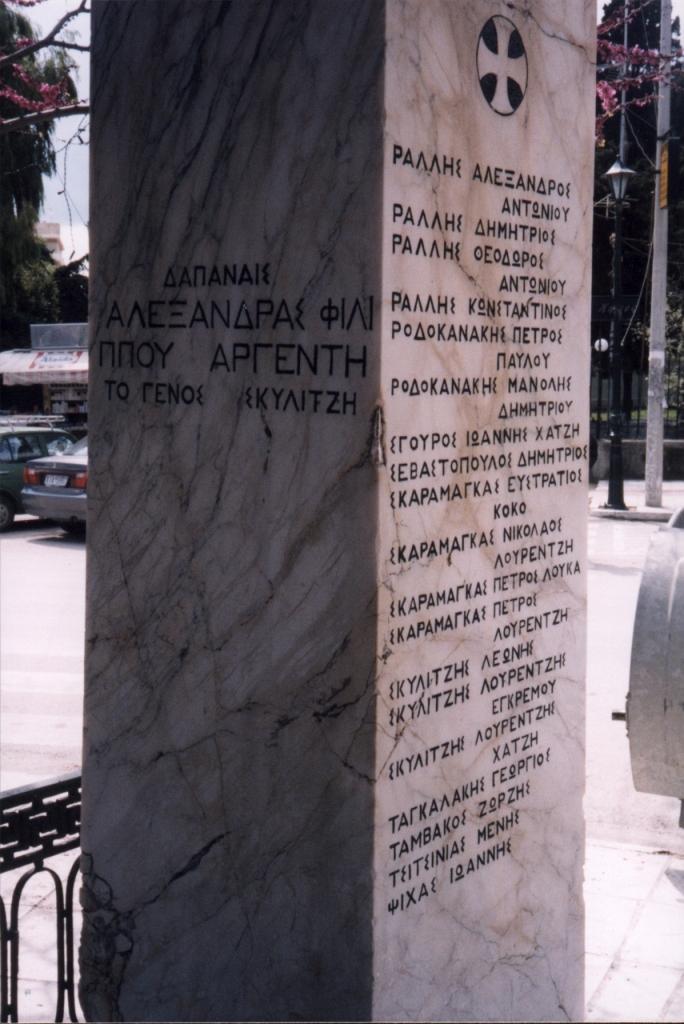 ΔΑΠΑΝΑΙΣ
ΑΛΕΞΑΝΔΡΑΣ ΦΙΛΙ
ΠΠΟΥ ΑΡΓΕΝΤΗ
ΤΟ ΓΕΝΟΣ ΣΚΥΛΙΤΖΗ
ΡΑΛΛΗΣ ΑΛΕΞΑΝΔΡΟΣ
ΑΝΤΩΝΙΟΥ
ΡΑΛΛΗΣ ΔΗΜΗΤΡΙΟΣ
ΡΑΛΛΗΣ ΘΕΟΔΩΡΟΣ
ΑΝΤΩΝΙΟΥ
ΡΑΛΛΗΣ ΚΩΝΣΤΑΝΤΙΝΟΣ
ΡΟΔΟΚΑΝΑΚΗΣ ΠΕΤΡΟΣ
ΠΑΥΛΟΥ
ΡΟΔΟΚΑΝΑΚΗΣ ΜΑΝΟΛΗΣ
ΔΗΜΗΤΡΙΟΥ
ΣΓΟΥΡΟΣ ΙΩΑΝΝΗΣ ΧΑΤΖΗ
ΣΕΒΑΣΤΟΠΟΥΛΟΣ ΔΗΜΗΤΡΙΟΣ
ΣΚΑΡΑΜΑΓΚΑΣ ΕΥΣΤΡΑΤΙΟΣ
ΚΟΚΟ
ΣΚΑΡΑΜΑΓΚΑΣ ΝΙΚΟΛΑΟΣ
ΛΟΥΡΕΝΤΖΗ
ΣΚΑΡΑΜΑΓΚΑΣ ΠΕΤΡΟΣ ΛΟΥΚΑ
ΣΚΑΡΑΜΑΓΚΑΣ ΠΕΤΡΟΣ
ΛΟΥΡΕΝΤΖΗ
ΣΚΥΛΙΤΖΗΣ ΛΕΩΝΗΣ
ΣΚΥΛΙΤΖΗΣ ΛΟΥΡΕΝΤΖΗΣ
ΕΓΚΡΕΜΟΥ
ΣΚΥΛΙΤΖΗΣ ΛΟΥΡΕΝΤΖΗΣ
ΧΑΤΖΗ
ΤΑΓΚΑΛΑΚΗΣ ΓΕΩΡΓΙΟΣ
ΤΑΜΒΑΚΟΣ ΖΩΡΖΗΣ
ΤΣΙΤΣΙΝΙΑΣ ΜΕΝΗΣ
ΨΙΧΑΣ ΙΩΑΝΝΗΣ